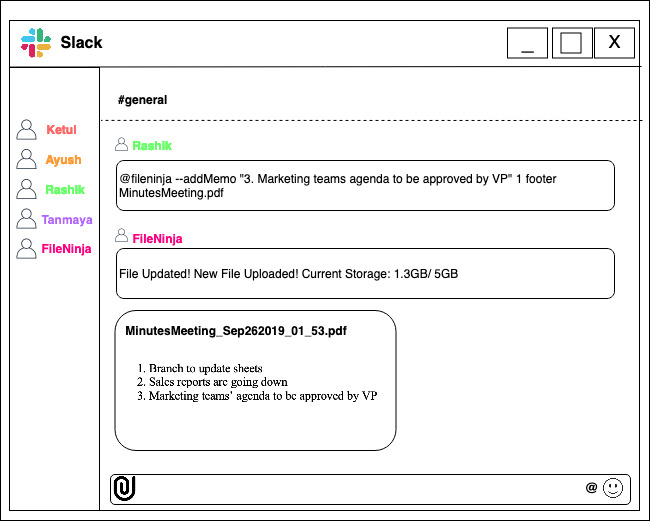 Slack
_ X
#general
Ketul
Ayush
Rashik
Tanmaya
FileNinja
Rashik
@fileninja --addMemo "3. Marketing teams agenda to be approved by VP" 1 footer
MinutesMeeting.pdf
FileNinja
File Updated! New File Uploaded! Current Storage: 1.3GB/ 5GB
MinutesMeeting_Sep262019_01_53.pdf
1. Branch to update sheets
2. Sales reports are going down
3. Marketing teams’ agenda to be approved by VP
@